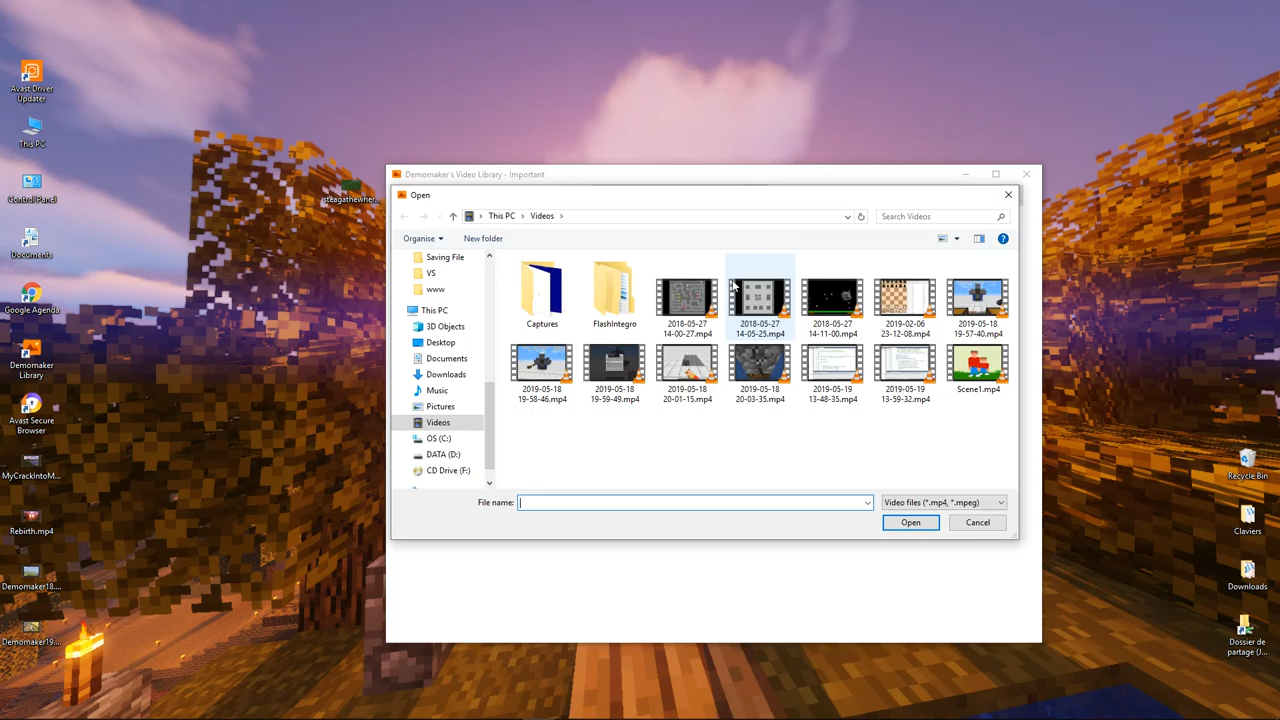 Avast Driver
Updater
This PC
Control Panel
Documents
Google Agenda
Demomaker
Library
Avast Secure
Browser
MyCrackIntoM...
Rebirth.mp4
Demomaker18....
Demomaker19....
steagathewher...
Demomaker's Video Library - Important
Open
This PC > Videos >
Search Videos
Organise
New folder
Saving File
VS
www
This PC
3D Objects
Desktop
Documents
Downloads
Music
Pictures
Videos
OS (C:)
DATA (D:)
CD Drive (F:)
Captures
FlashIntegro
2018-05-27
14-00-27.mp4
2018-05-27
14-05-25.mp4
2018-05-27
14-11-00.mp4
2019-02-06
23-12-08.mp4
2019-05-18
19-57-40.mp4
2019-05-18
19-58-46.mp4
2019-05-18
19-59-49.mp4
2019-05-18
20-01-15.mp4
2019-05-18
20-03-35.mp4
2019-05-19
13-48-35.mp4
2019-05-19
13-59-32.mp4
Scene1.mp4
File name:
Video files (*.mp4, *.mpeg)
Open
Cancel
Recycle Bin
Claviers
Downloads
Dossier de
partage (J...